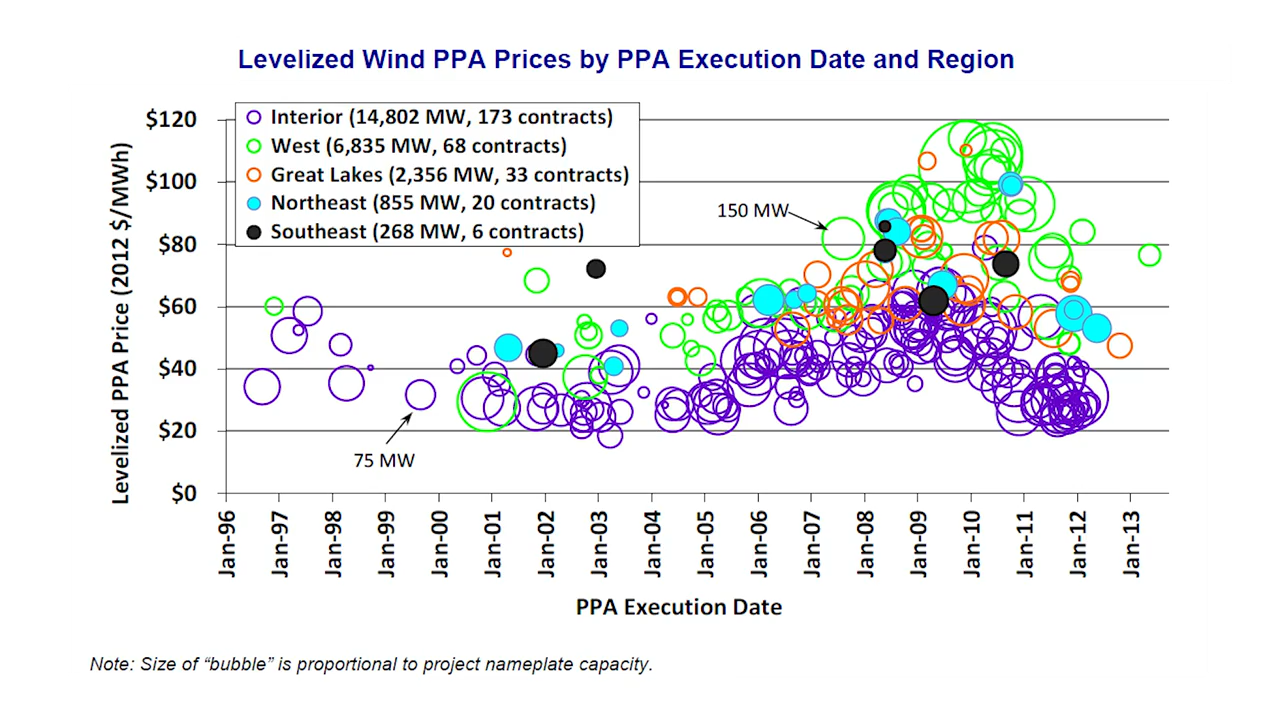 Levelized Wind PPA Prices by PPA Execution Date and Region
Levelized PPA Price (2012 $/MWh)
$120
$100
$80
$60
$40
$20
$0
Interior (14,802 MW, 173 contracts)
West (6,835 MW, 68 contracts)
Great Lakes (2,356 MW, 33 contracts)
Northeast (855 MW, 20 contracts)
Southeast (268 MW, 6 contracts)
150 MW
75 MW
Jan-96
Jan-97
Jan-98
Jan-99
Jan-00
Jan-01
Jan-02
Jan-03
Jan-04
Jan-05
Jan-06
Jan-07
Jan-08
Jan-09
Jan-10
Jan-11
Jan-12
Jan-13
PPA Execution Date
Note: Size of “bubble” is proportional to project nameplate capacity.